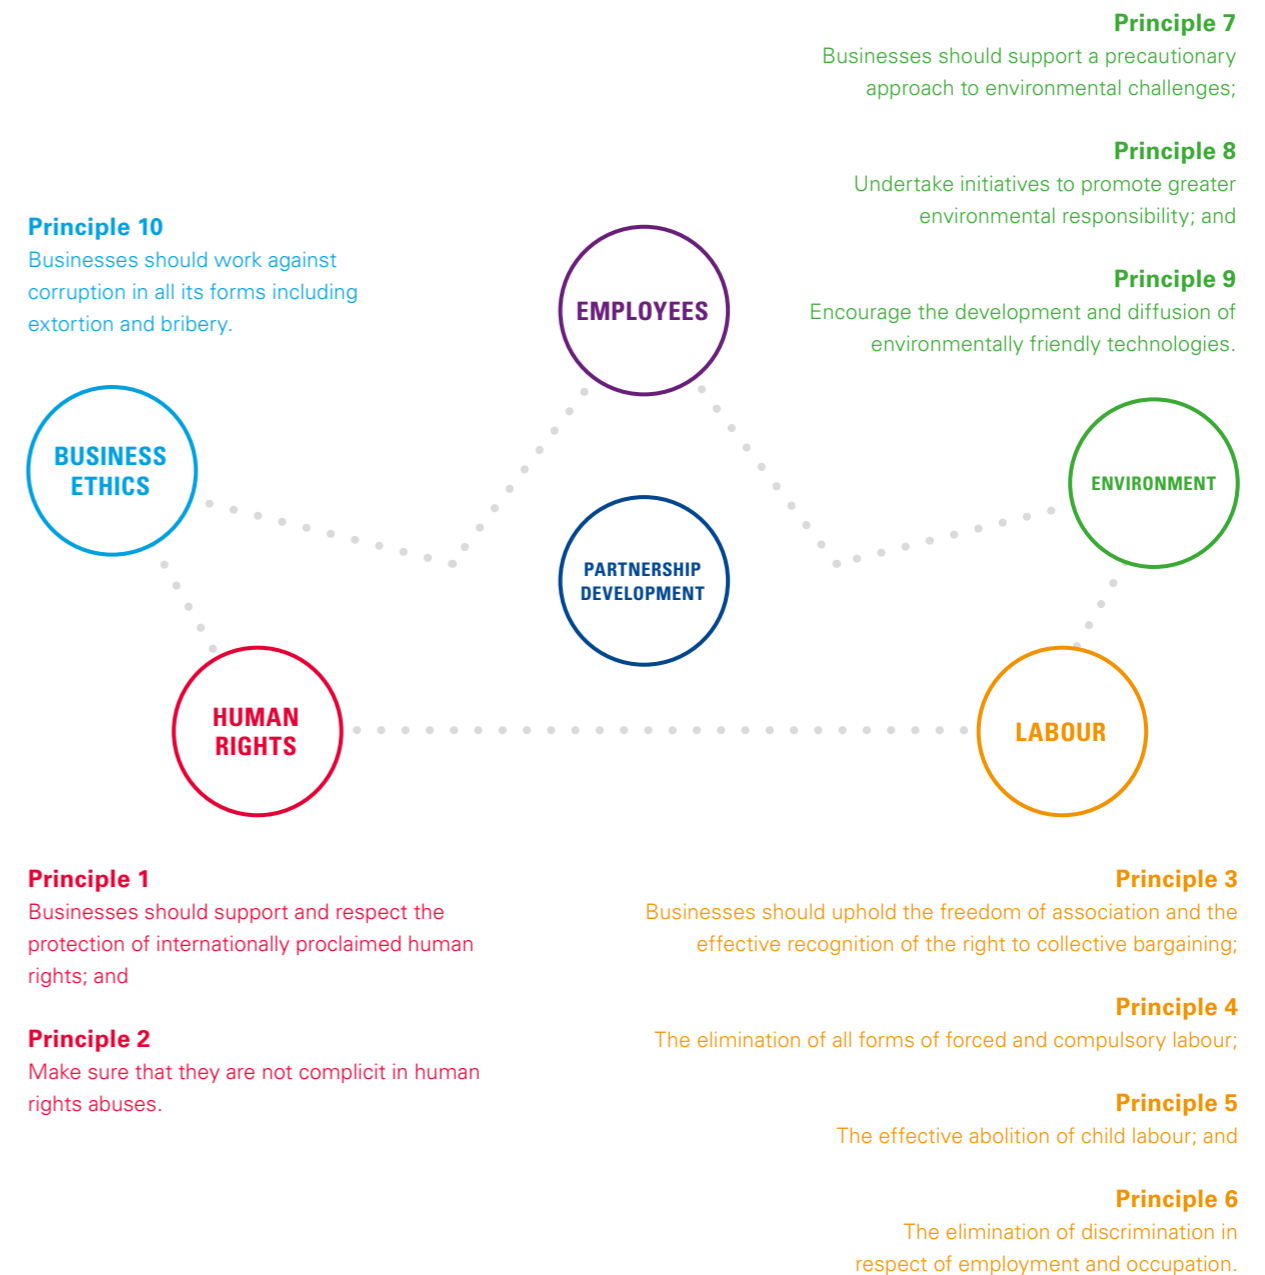 Principle 7
Businesses should support a precautionary
approach to environmental challenges;
Principle 8
Undertake initiatives to promote greater
environmental responsibility; and
Principle 9
Encourage the development and diffusion of
environmentally friendly technologies.
Principle 10
Businesses should work against
corruption in all its forms including
extortion and bribery.
EMPLOYEES
BUSINESS
ETHICS
ENVIRONMENT
PARTNERSHIP
DEVELOPMENT
HUMAN
RIGHTS
LABOUR
Principle 1
Businesses should support and respect the
protection of internationally proclaimed human
rights; and
Principle 2
Make sure that they are not complicit in human
rights abuses.
Principle 3
Businesses should uphold the freedom of association and the
effective recognition of the right to collective bargaining;
Principle 4
The elimination of all forms of forced and compulsory labour;
Principle 5
The effective abolition of child labour; and
Principle 6
The elimination of discrimination in
respect of employment and occupation.